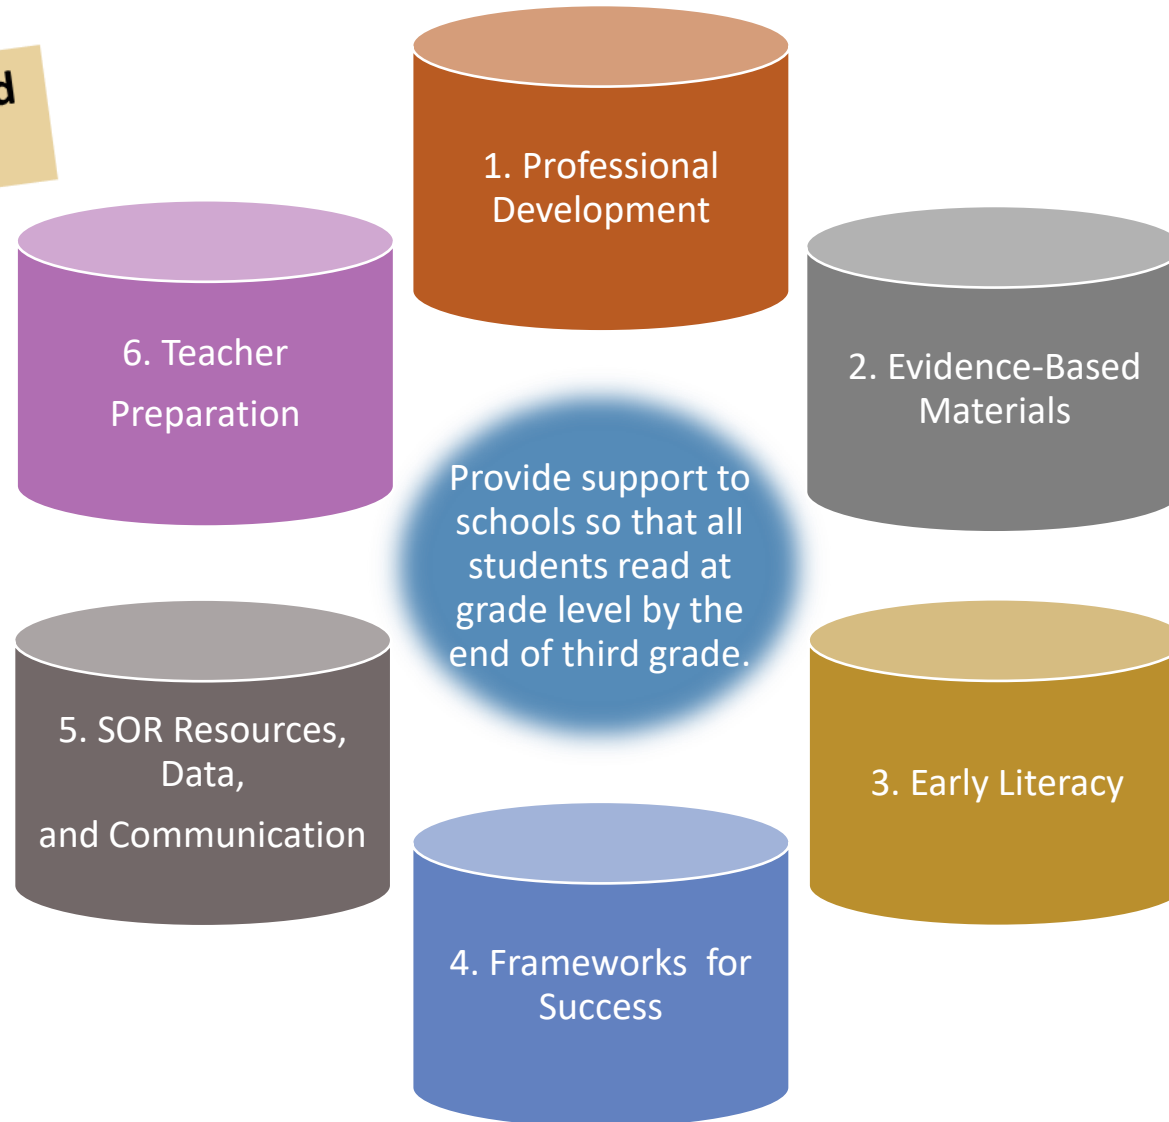 1. Professional
Development
2. Evidence-Based
Materials
3. Early Literacy
4. Frameworks  for
Success
5. SOR Resources,
Data,
and Communication
6. Teacher
Preparation
Provide support to
schools so that all
students read at
grade level by the
end of third grade.